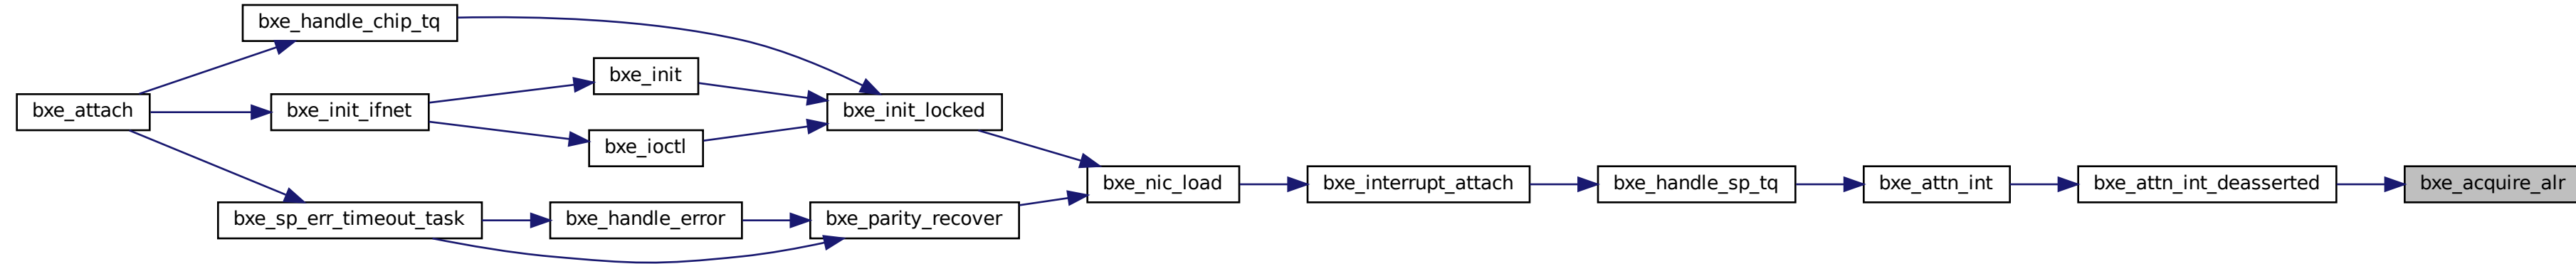 bxe_handle_chip_tq
bxe_init
bxe_attach
bxe_init_ifnet
bxe_init_locked
bxe_ioctl
bxe_nic_load
bxe_interrupt_attach
bxe_handle_sp_tq
bxe_attn_int
bxe_attn_int_deasserted
bxe_acquire_alr
bxe_sp_err_timeout_task
bxe_handle_error
bxe_parity_recover